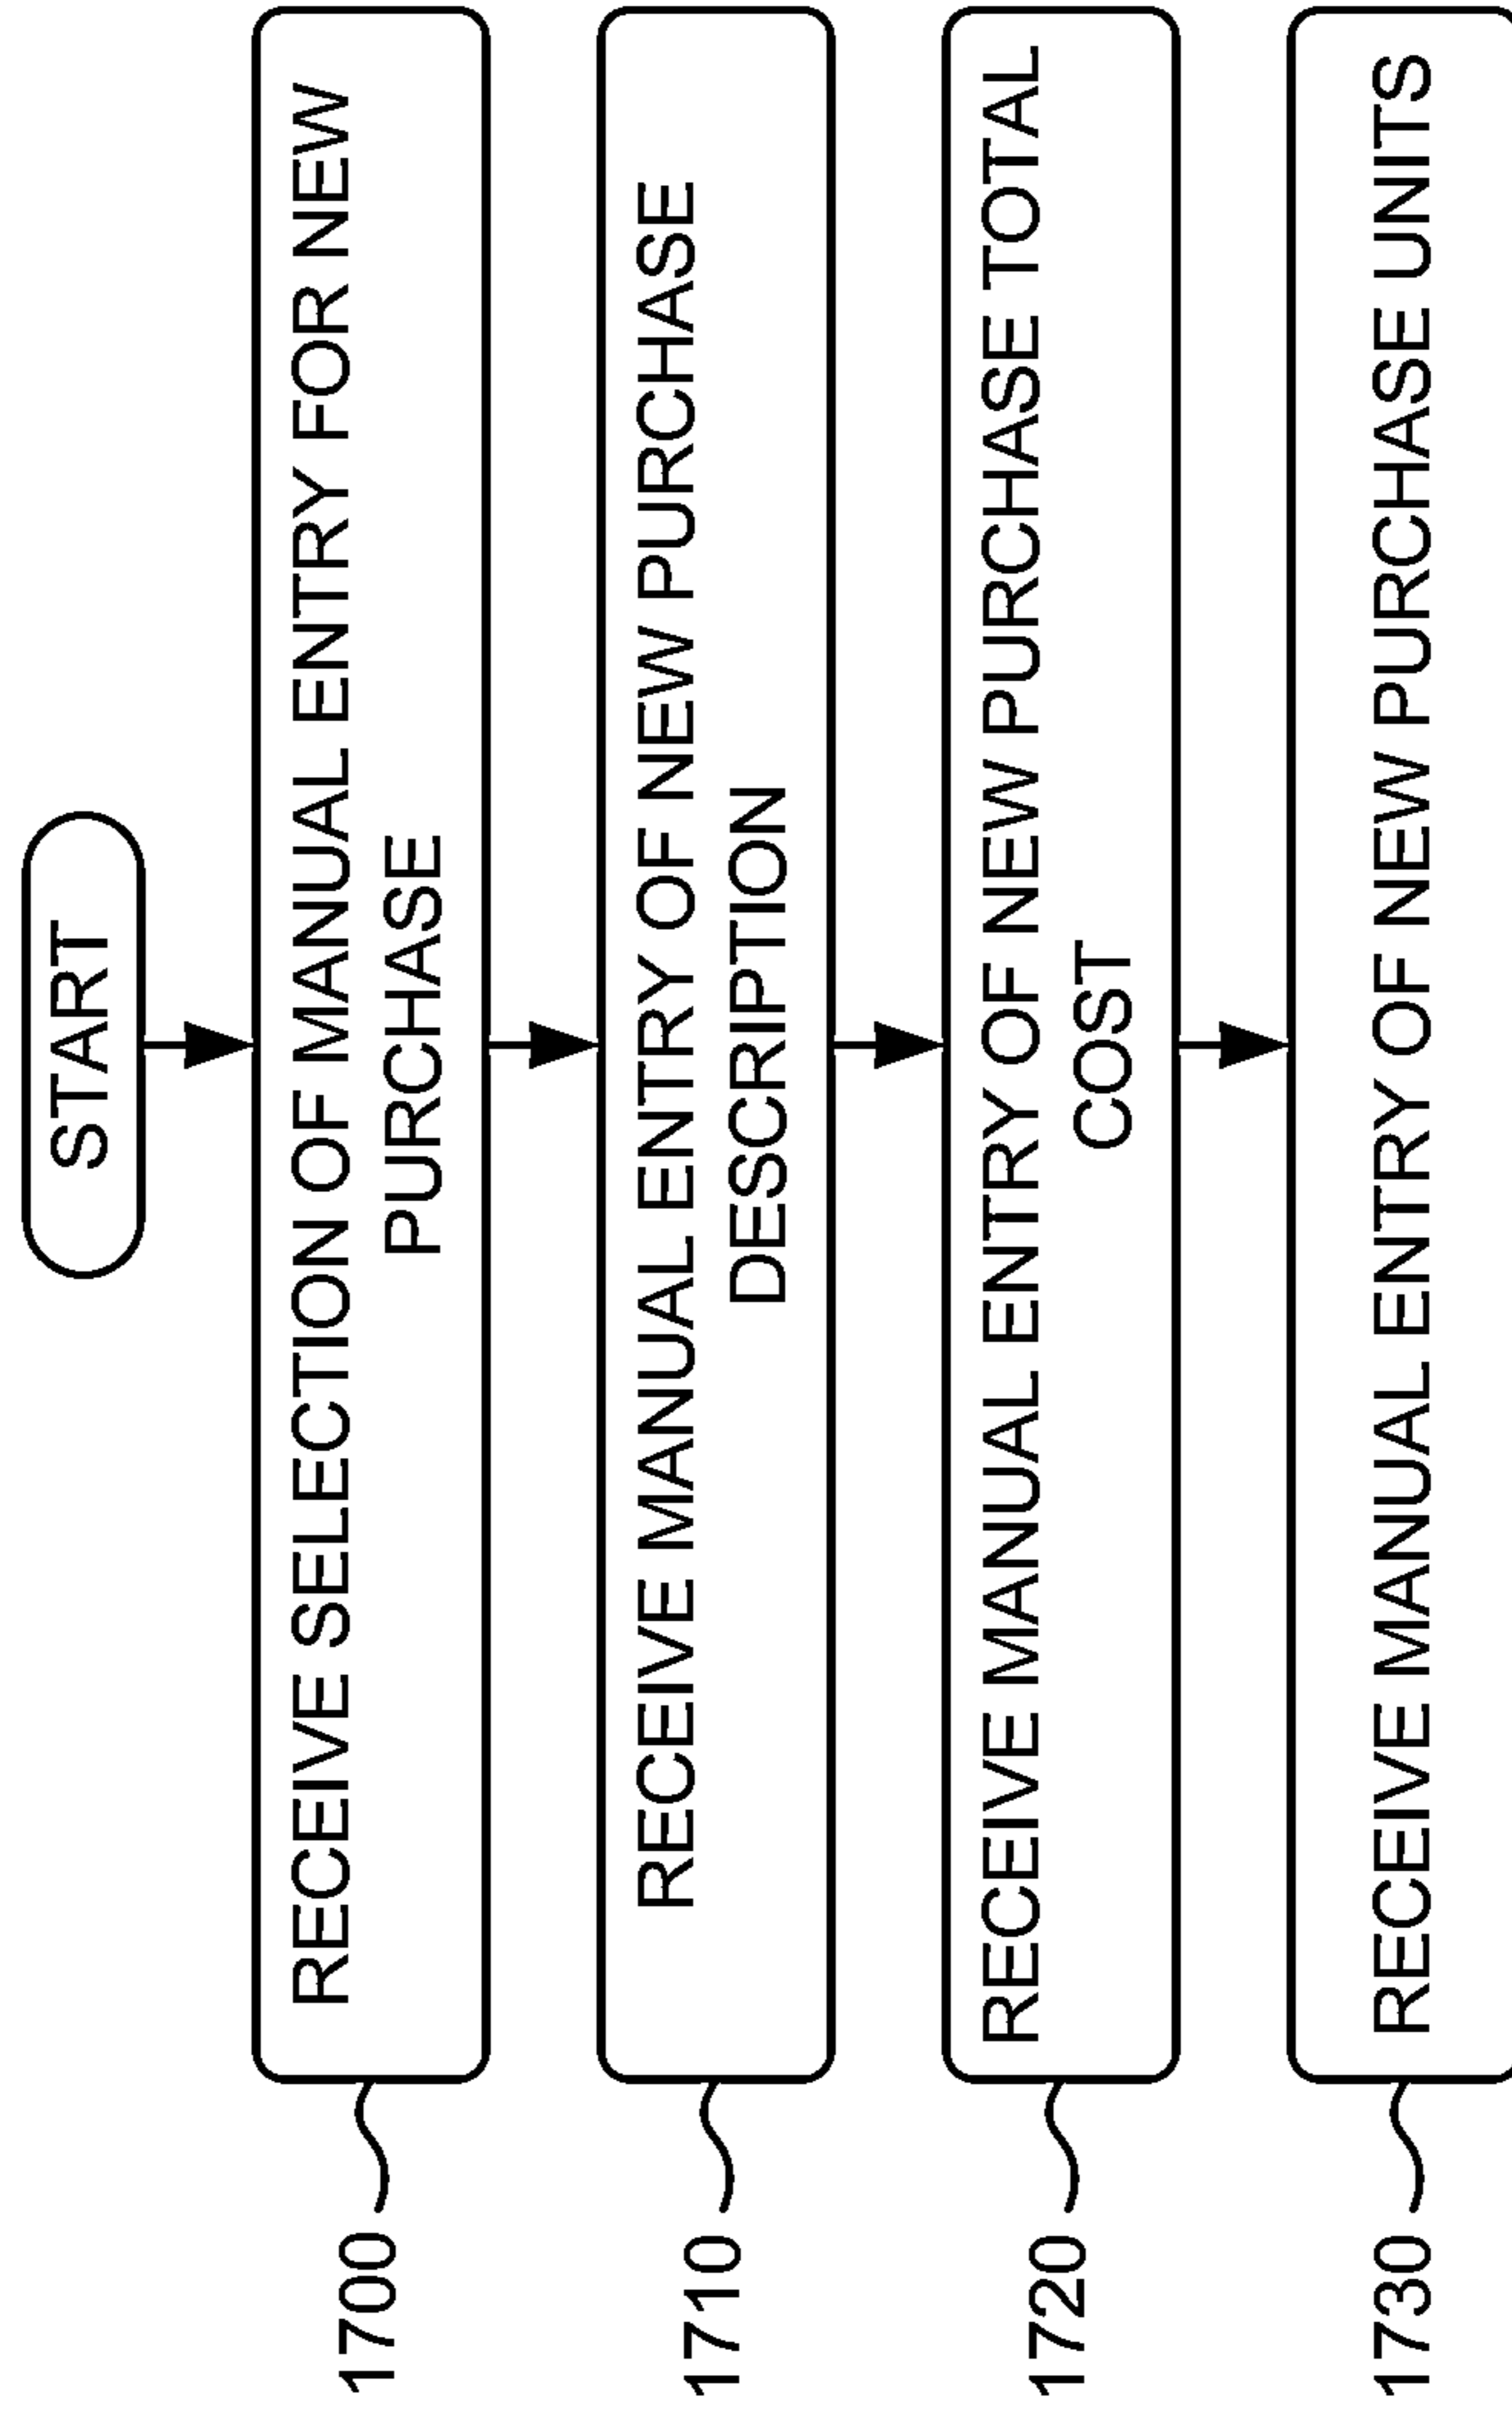 START
RECEIVE SELECTION OF MANUAL ENTRY FOR NEW
PURCHASE
1700
RECEIVE MANUAL ENTRY OF NEW PURCHASE
DESCRIPTION
1710
RECEIVE MANUAL ENTRY OF NEW PURCHASE TOTAL
COST
1720
RECEIVE MANUAL ENTRY OF NEW PURCHASE UNITS
1730